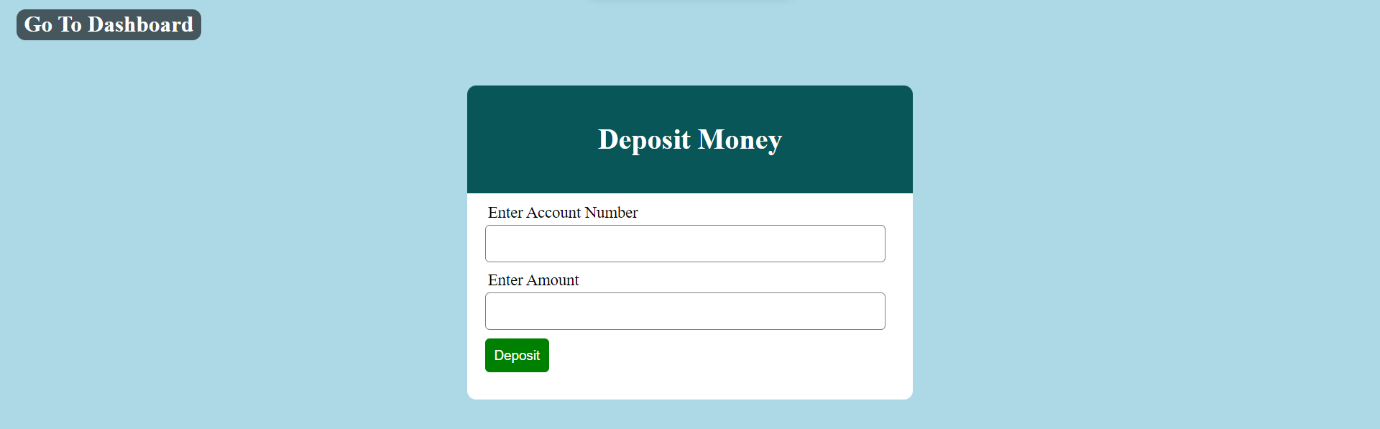 Go To Dashboard
Deposit Money
Enter Account Number
Enter Amount
Deposit